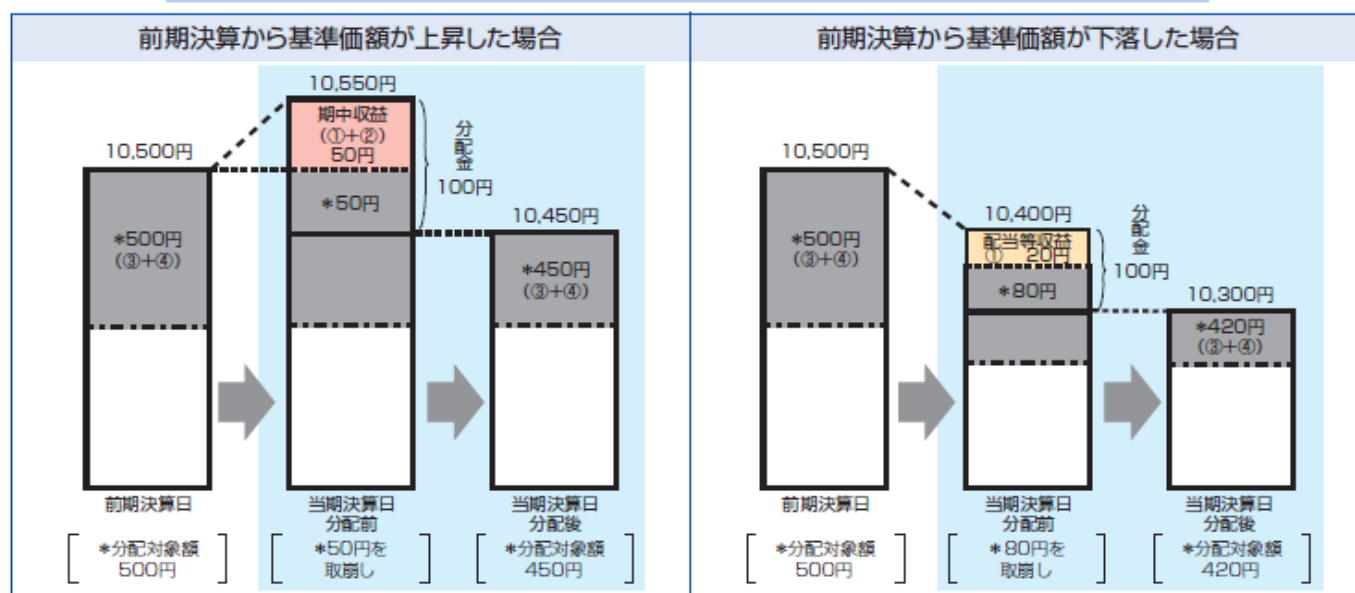 前期決算から基準価額が上昇した場合
10,500円
*500円
(③+④)
10,550円
期中収益
(①+②)
50円
*50円
分配金
100円
10,450円
*450円
(③+④)
前期決算日
当期決算日
分配前
当期決算日
分配後
*分配対象額
500円
*50円を
取崩し
*分配対象額
450円
前期決算から基準価額が下落した場合
10,500円
*500円
(③+④)
10,400円
配当等収益
① 20円
*80円
分配金
100円
10,300円
*420円
(③+④)
前期決算日
当期決算日
分配前
当期決算日
分配後
*分配対象額
500円
*80円を
取崩し
*分配対象額
420円